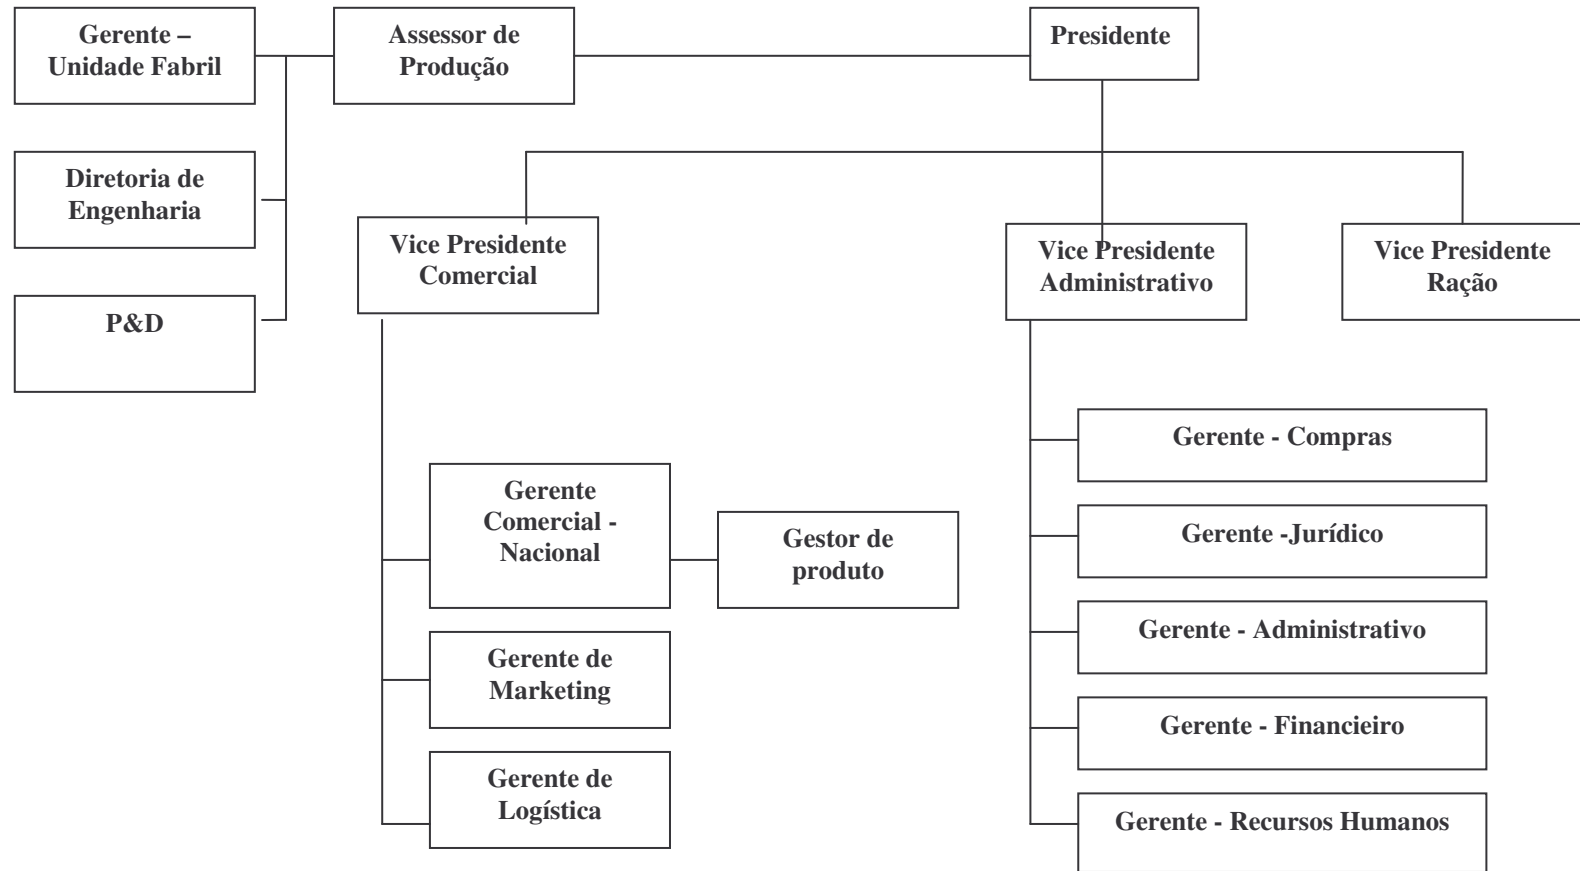 Gerente –
Unidade Fabril
Assessor de
Produção
Presidente
Diretoria de
Engenharia
P&D
Vice Presidente
Comercial
Vice Presidente
Administrativo
Vice Presidente
Ração
Gerente
Comercial -
Nacional
Gestor de
produto
Gerente de
Marketing
Gerente de
Logística
Gerente - Compras
Gerente -Jurídico
Gerente - Administrativo
Gerente - Financieiro
Gerente - Recursos Humanos